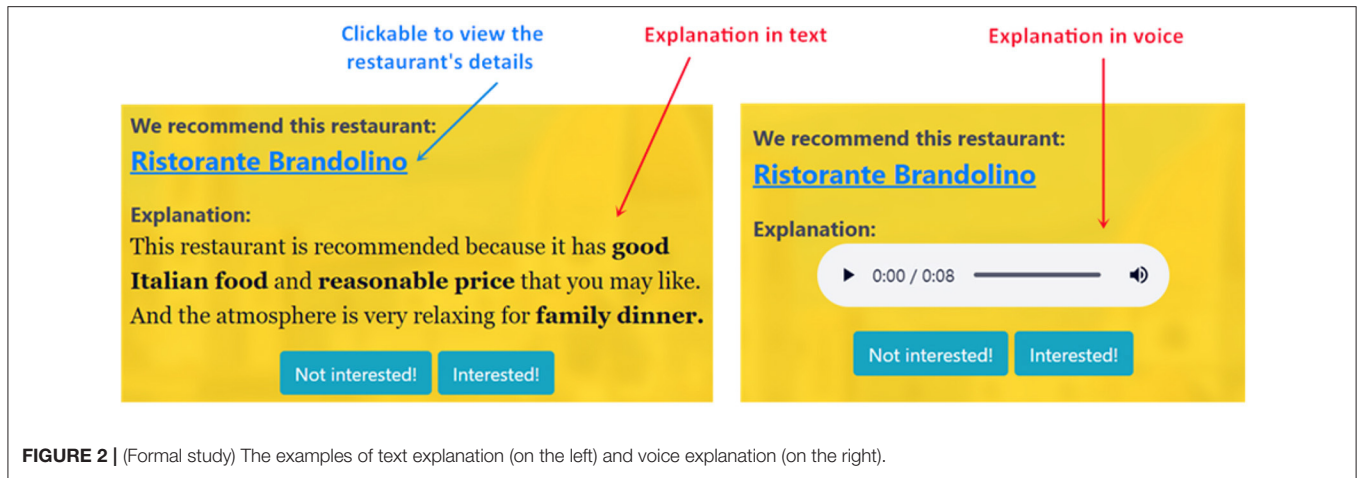 Clickable to view the
restaurant's details
Explanation in text
Explanation in voice
We recommend this restaurant:
Ristorante Brandolino
Explanation:
This restaurant is recommended because it has good
Italian food and reasonable price that you may like.
And the atmosphere is very relaxing for family dinner.
Not interested! Interested!
We recommend this restaurant:
Ristorante Brandolino
Explanation:
0:00 / 0:08
Not interested! Interested!
FIGURE 2 | (Formal study) The examples of text explanation (on the left) and voice explanation (on the right).